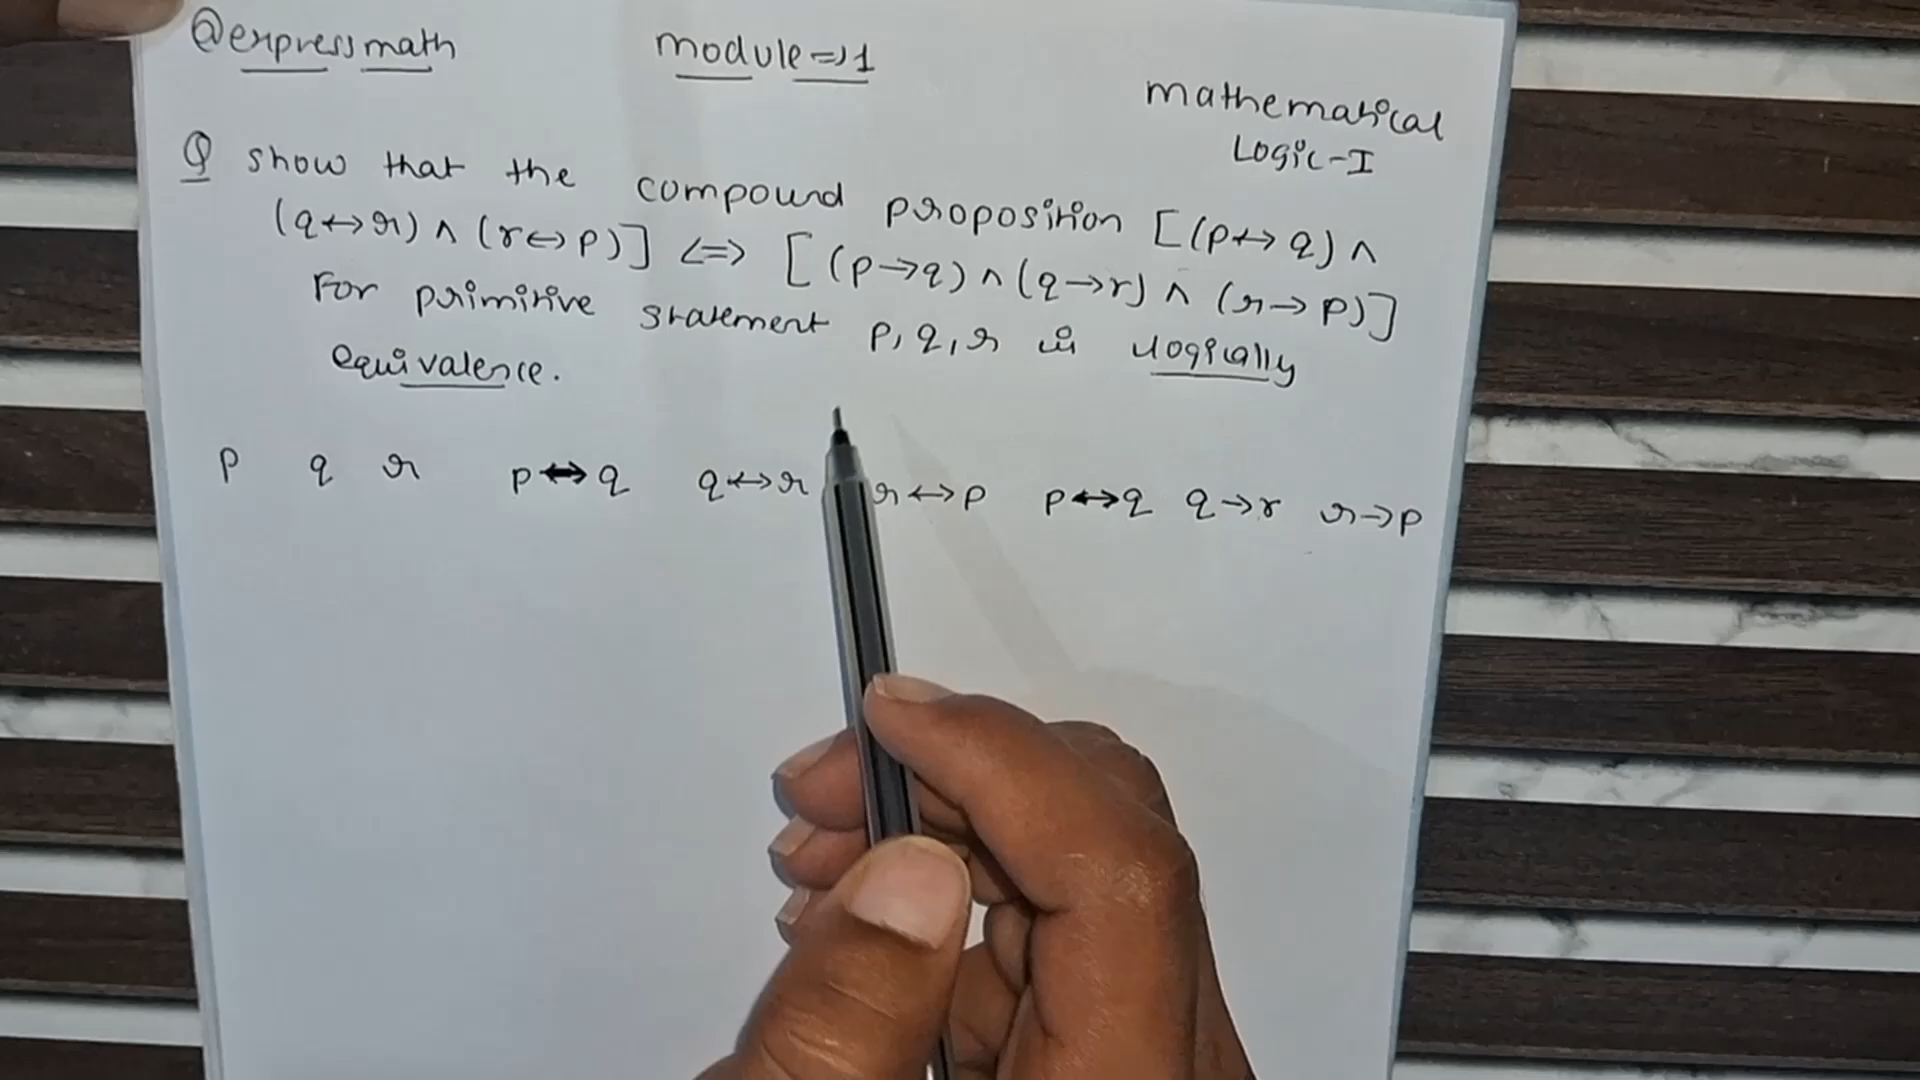 @expressmath
module⇒1
mathematical
Logic-I
Q show that the compound proposition [(p↔q) ∧
(q↔r) ∧ (r↔p)] <=> [(p→q) ∧ (q→r) ∧ (r→p)]
For primitive statement p, q, r is logically
equivalence.
p q r p↔q q↔r r↔p p↔q q→r r→p